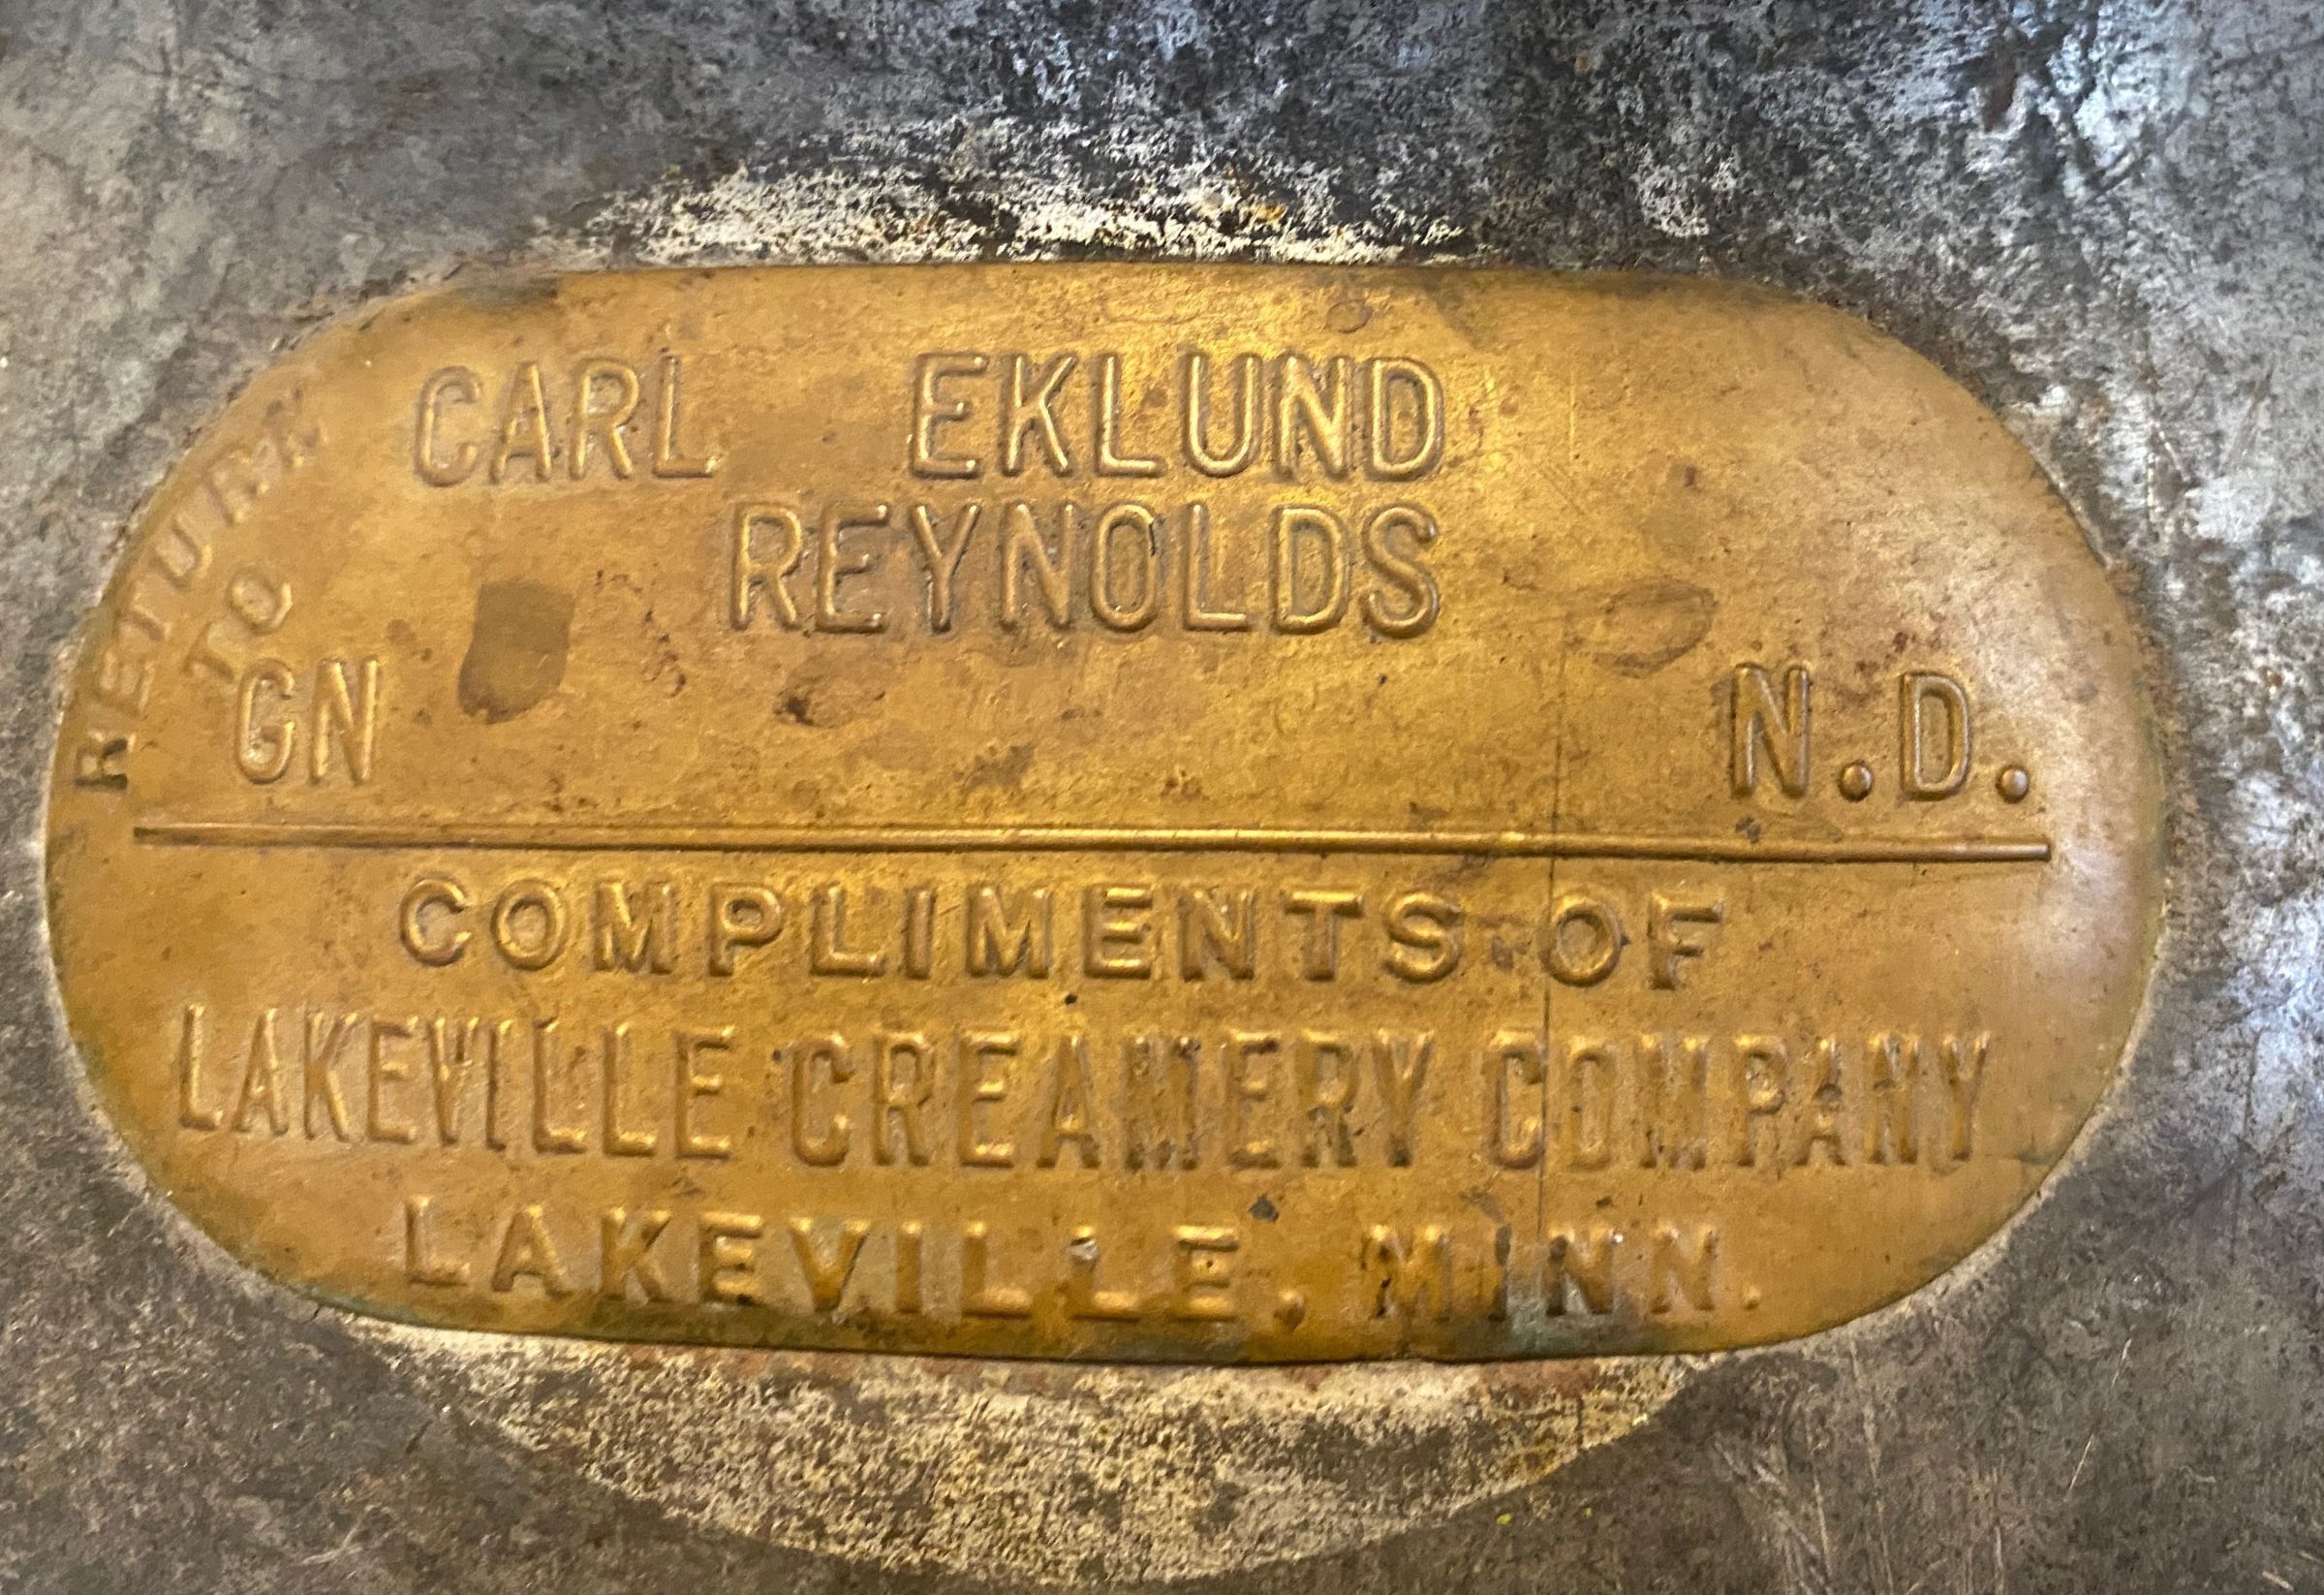 RETURN
TO
CARL EKLUND
REYNOLDS
GN N.D.
COMPLIMENTS OF
LAKEVILLE CREAMERY COMPANY
LAKEVILLE, MINN.